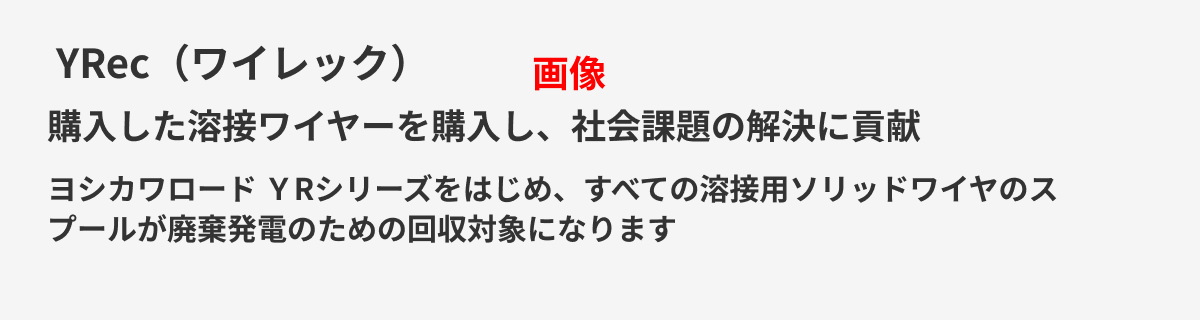 YRec（ワイレック）
画像
購入した溶接ワイヤーを購入し、社会課題の解決に貢献
ヨシカワロード ＹRシリーズをはじめ、すべての溶接用ソリッドワイヤのス
プールが廃棄発電のための回収対象になります